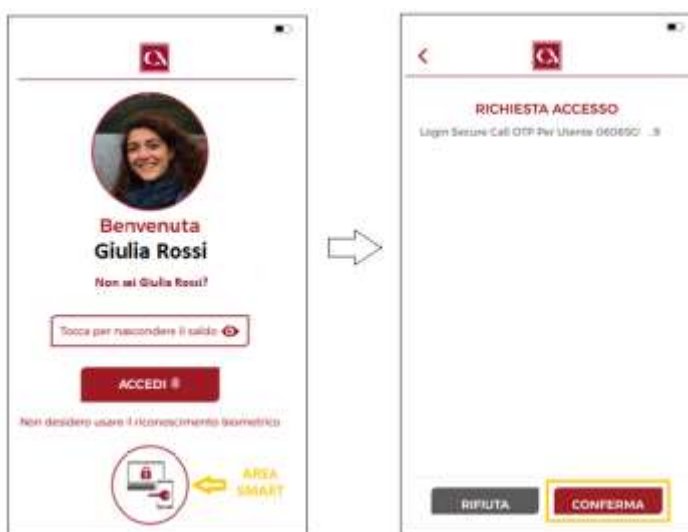 Benvenuta
Giulia Rossi
Non sei Giulia Rossi?
Tocca per nascondere il saldo
ACCEDI
Non desidero usare il riconoscimento biometrico
AREA
SMART
RICHIESTA ACCESSO
Login Secure Call OTP Per Utente
RIFIUTA
CONFERMA